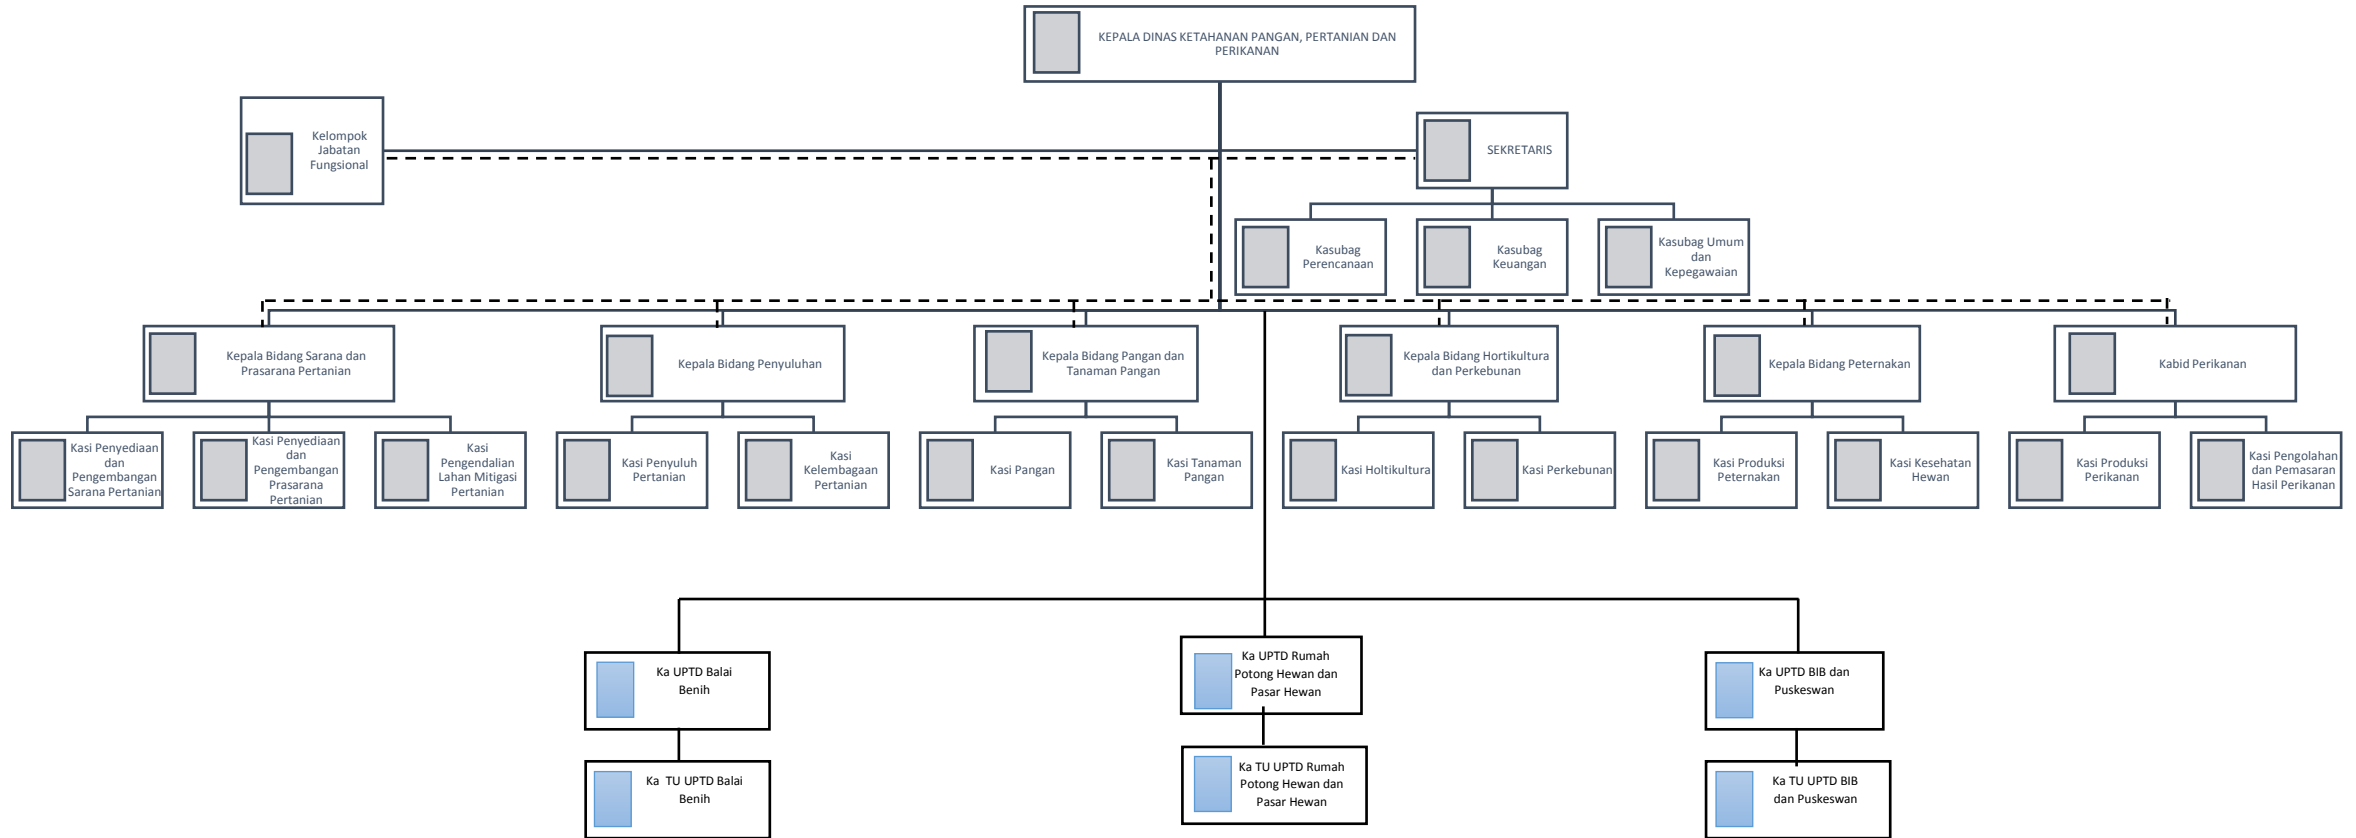 KEPALA DINAS KETAHANAN PANGAN, PERTANIAN DAN
PERIKANAN
Kelompok
Jabatan
Fungsional
SEKRETARIS
Kasubag
Perencanaan
Kasubag
Keuangan
Kasubag Umum
dan
Kepegawaian
Kepala Bidang Sarana dan
Prasarana Pertanian
Kepala Bidang Penyuluhan
Kepala Bidang Pangan dan
Tanaman Pangan
Kepala Bidang Hortikultura
dan Perkebunan
Kepala Bidang Peternakan
Kabid Perikanan
Kasi Penyediaan
dan
Pengembangan
Sarana Pertanian
Kasi Penyediaan
dan
Pengembangan
Prasarana
Pertanian
Kasi
Pengendalian
Lahan Mitigasi
Pertanian
Kasi Penyuluh
Pertanian
Kasi
Kelembagaan
Pertanian
Kasi Pangan
Kasi Tanaman
Pangan
Kasi Holtikultura
Kasi Perkebunan
Kasi Produksi
Peternakan
Kasi Kesehatan
Hewan
Kasi Produksi
Perikanan
Kasi Pengolahan
dan Pemasaran
Hasil Perikanan
Ka UPTD Balai
Benih
Ka UPTD Rumah
Potong Hewan dan
Pasar Hewan
Ka UPTD BIB dan
Puskeswan
Ka  TU UPTD Balai
Benih
Ka TU UPTD Rumah
Potong Hewan dan
Pasar Hewan
Ka TU UPTD BIB
dan Puskeswan